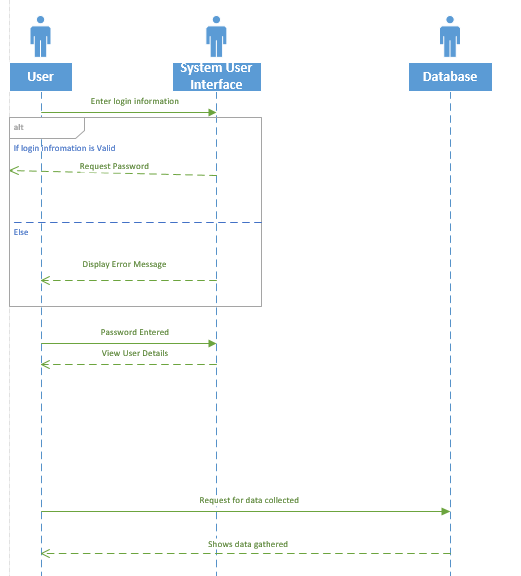 User
System User
Interface
Database
Enter login information
alt
If login infromation is Valid
Request Password
Else
Display Error Message
Password Entered
View User Details
Request for data collected
Shows data gathered